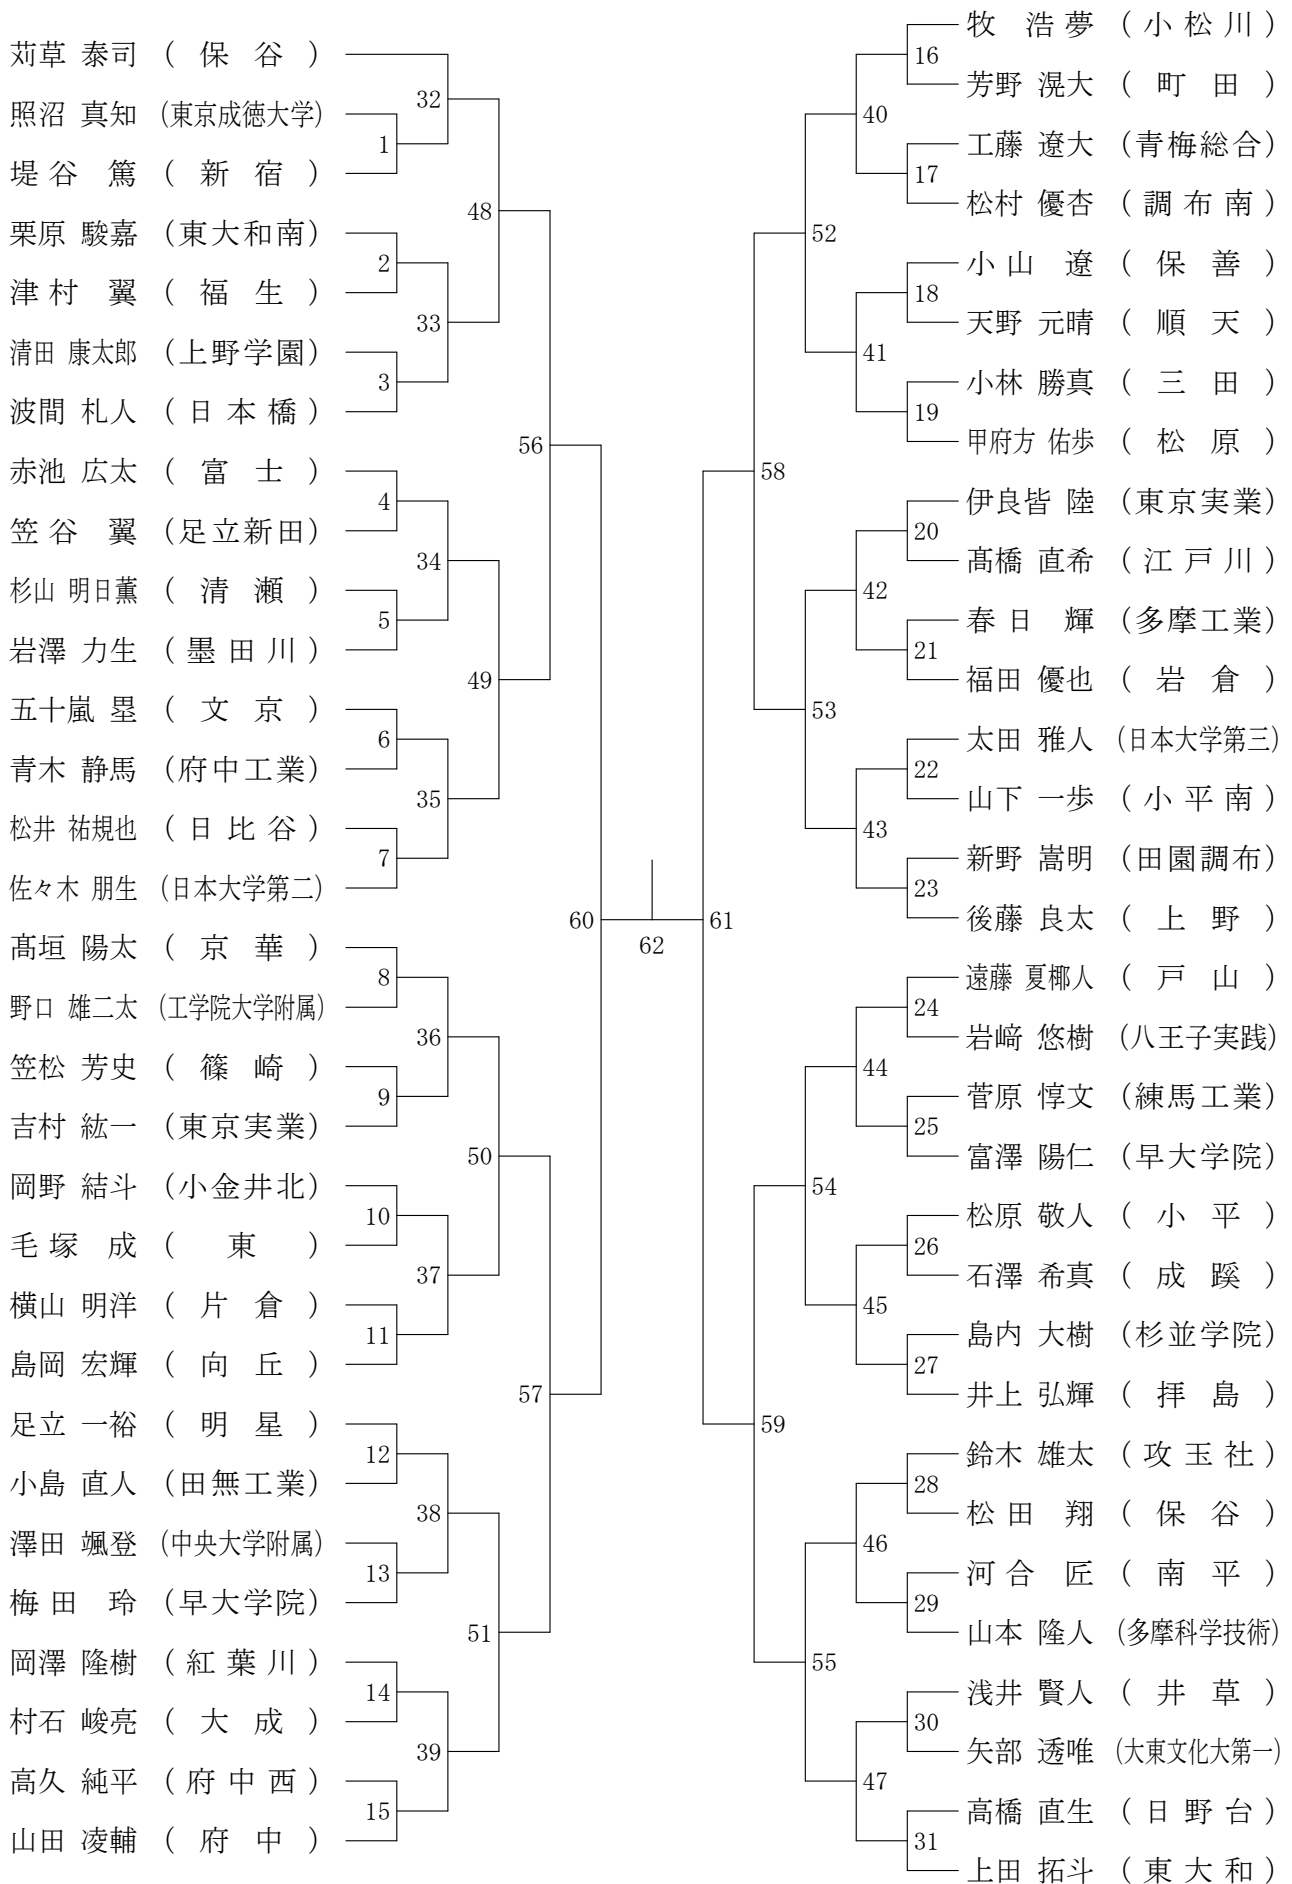 苅草 泰司 ( 保 谷 )
照沼 真知 (東京成徳大学)
堤谷 篤 ( 新 宿 )
栗原 駿嘉 (東大和南)
津村 翼 ( 福 生 )
清田 康太郎 (上野学園)
波間 札人 ( 日 本 橋 )
赤池 広太 ( 富 士 )
笠谷 翼 (足立新田)
杉山 明日薫 ( 清 瀬 )
岩澤 力生 ( 墨 田 川 )
五十嵐 塁 ( 文 京 )
青木 静馬 (府中工業)
松井 祐規也 ( 日 比 谷 )
佐々木 朋生 (日本大学第二)
髙垣 陽太 ( 京 華 )
野口 雄二太 (工学院大学附属)
笠松 芳史 ( 篠 崎 )
吉村 紘一 (東京実業)
岡野 結斗 (小金井北)
毛塚 成 ( 東 )
横山 明洋 ( 片 倉 )
島岡 宏輝 ( 向 丘 )
足立 一裕 ( 明 星 )
小島 直人 (田無工業)
澤田 颯登 (中央大学附属)
梅田 玲 (早大学院)
岡澤 隆樹 ( 紅 葉 川 )
村石 峻亮 ( 大 成 )
高久 純平 ( 府 中 西 )
山田 凌輔 ( 府 中 )
1
2
3
4
5
6
7
8
9
10
11
12
13
14
15
32
33
34
35
36
37
38
39
48
49
50
51
56
57
60
62
61
58
59
52
53
54
55
40
41
42
43
44
45
46
47
16
17
18
19
20
21
22
23
24
25
26
27
28
29
30
31
牧 浩夢 ( 小 松 川 )
芳野 滉大 ( 町 田 )
工藤 遼大 (青梅総合)
松村 優杏 ( 調 布 南 )
小山 遼 ( 保 善 )
天野 元晴 ( 順 天 )
小林 勝真 ( 三 田 )
甲府方 佑歩 ( 松 原 )
伊良皆 陸 (東京実業)
髙橋 直希 ( 江 戸 川 )
春日 輝 (多摩工業)
福田 優也 ( 岩 倉 )
太田 雅人 (日本大学第三)
山下 一歩 ( 小 平 南 )
新野 嵩明 (田園調布)
後藤 良太 ( 上 野 )
遠藤 夏椰人 ( 戸 山 )
岩﨑 悠樹 (八王子実践)
菅原 惇文 (練馬工業)
富澤 陽仁 (早大学院)
松原 敬人 ( 小 平 )
石澤 希真 ( 成 蹊 )
島内 大樹 (杉並学院)
井上 弘輝 ( 拝 島 )
鈴木 雄太 ( 攻 玉 社 )
松田 翔 ( 保 谷 )
河合 匠 ( 南 平 )
山本 隆人 (多摩科学技術)
浅井 賢人 ( 井 草 )
矢部 透唯 (大東文化大第一)
高橋 直生 ( 日 野 台 )
上田 拓斗 ( 東 大 和 )